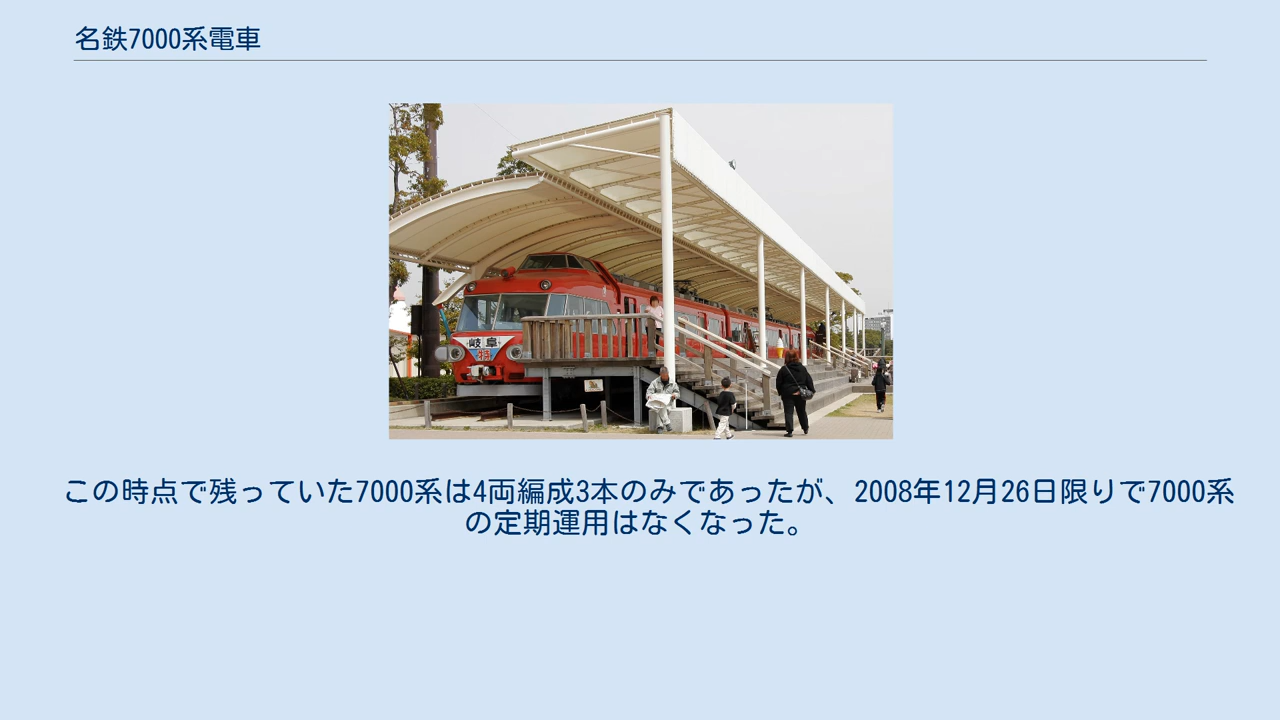 名鉄7000系電車
岐阜
特
この時点で残っていた7000系は4両編成3本のみであったが、2008年12月26日限りで7000系
の定期運用はなくなった。